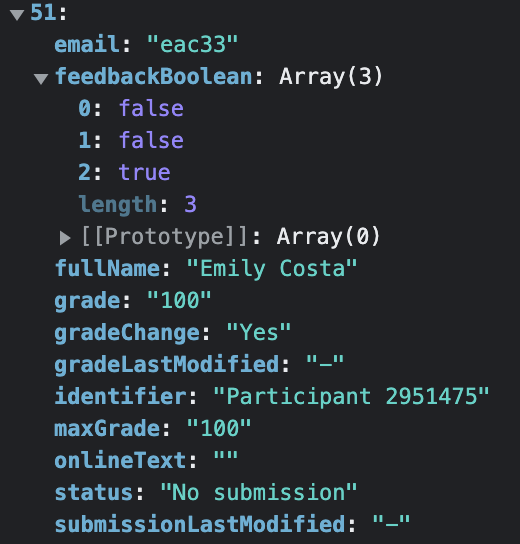 51:
email: "eac33"
feedbackBoolean: Array(3)
0: false
1: false
2: true
length: 3
[[Prototype]]: Array(0)
fullName: "Emily Costa"
grade: "100"
gradeChange: "Yes"
gradeLastModified: "-"
identifier: "Participant 2951475"
maxGrade: "100"
onlineText: ""
status: "No submission"
submissionLastModified: "-"